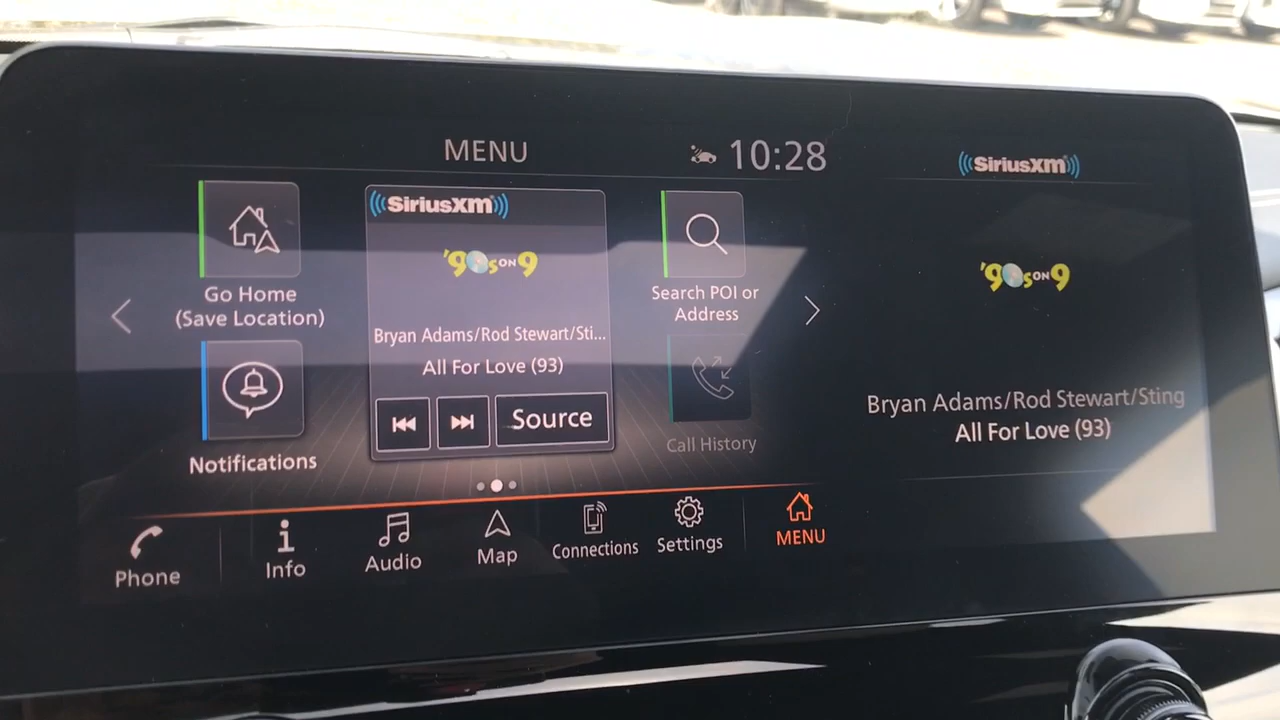 MENU
10:28
Go Home
(Save Location)
Notifications
SiriusXM
'90s ON 9
Bryan Adams/Rod Stewart/Sti...
All For Love (93)
Source
Search POI or
Address
Call History
SiriusXM
'90s ON 9
Bryan Adams/Rod Stewart/Sting
All For Love (93)
Phone
Info
Audio
Map
Connections
Settings
MENU